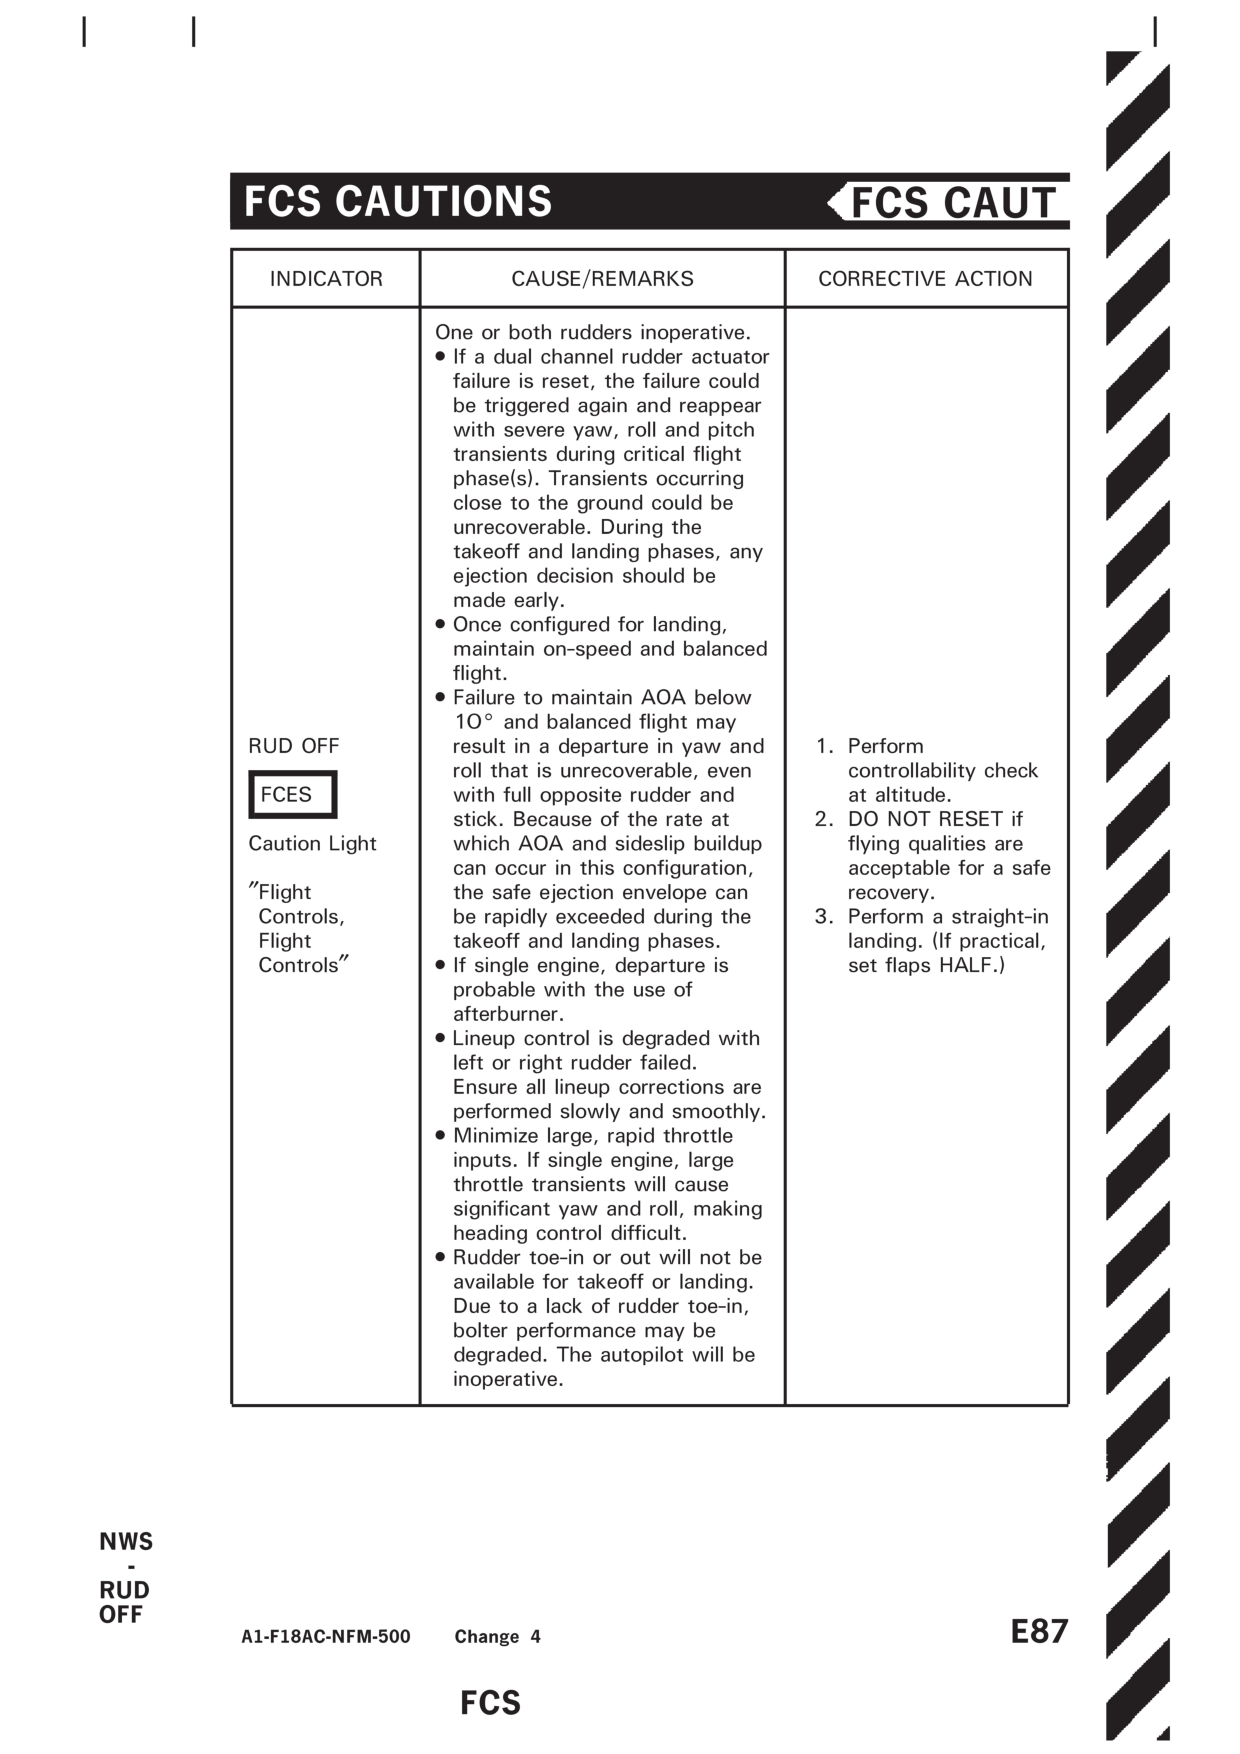 FCS CAUTIONS
FCS CAUT
INDICATOR
CAUSE/REMARKS
CORRECTIVE ACTION
RUD OFF
FCES
Caution Light
"Flight
Controls,
Flight
Controls"
One or both rudders inoperative.
● If a dual channel rudder actuator
failure is reset, the failure could
be triggered again and reappear
with severe yaw, roll and pitch
transients during critical flight
phase(s). Transients occurring
close to the ground could be
unrecoverable. During the
takeoff and landing phases, any
ejection decision should be
made early.
● Once configured for landing,
maintain on-speed and balanced
flight.
● Failure to maintain AOA below
10° and balanced flight may
result in a departure in yaw and
roll that is unrecoverable, even
with full opposite rudder and
stick. Because of the rate at
which AOA and sideslip buildup
can occur in this configuration,
the safe ejection envelope can
be rapidly exceeded during the
takeoff and landing phases.
● If single engine, departure is
probable with the use of
afterburner.
● Lineup control is degraded with
left or right rudder failed.
Ensure all lineup corrections are
performed slowly and smoothly.
● Minimize large, rapid throttle
inputs. If single engine, large
throttle transients will cause
significant yaw and roll, making
heading control difficult.
● Rudder toe-in or out will not be
available for takeoff or landing.
Due to a lack of rudder toe-in,
bolter performance may be
degraded. The autopilot will be
inoperative.
1. Perform
controllability check
at altitude.
2. DO NOT RESET if
flying qualities are
acceptable for a safe
recovery.
3. Perform a straight-in
landing. (If practical,
set flaps HALF.)
NWS
-
RUD
OFF
A1-F18AC-NFM-500 Change 4
E87
FCS